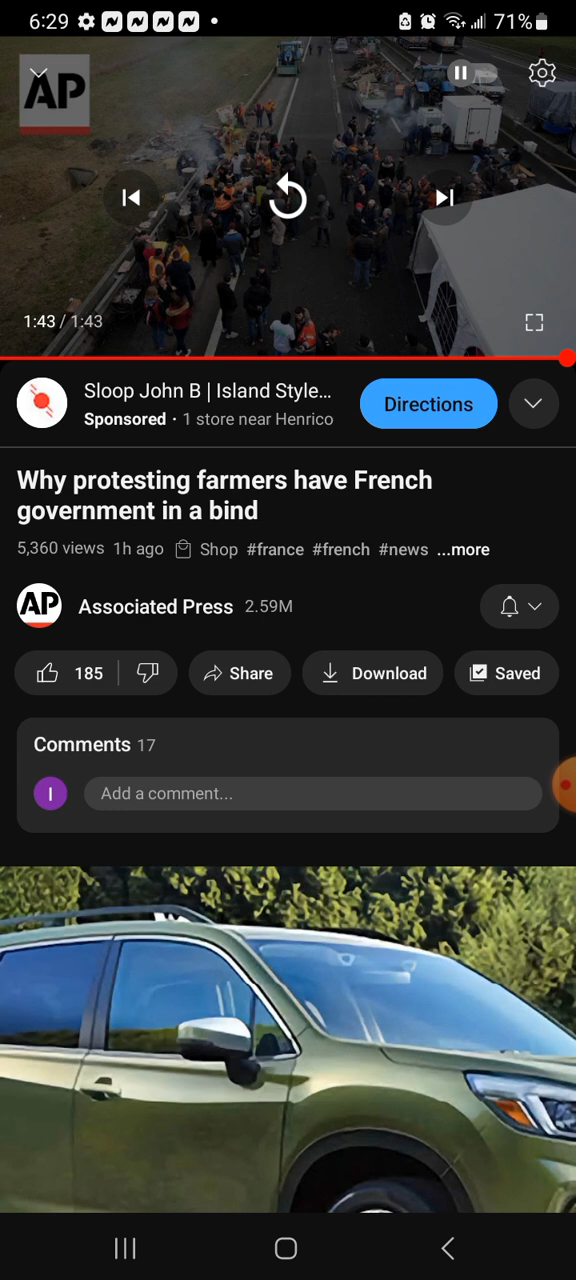 6:29 71%
AP
1:43 / 1:43
Sloop John B | Island Style...
Sponsored · 1 store near Henrico
Directions
Why protesting farmers have French
government in a bind
5,360 views 1h ago Shop #france #french #news ...more
AP Associated Press 2.59M
185 Share Download Saved
Comments 17
I Add a comment...